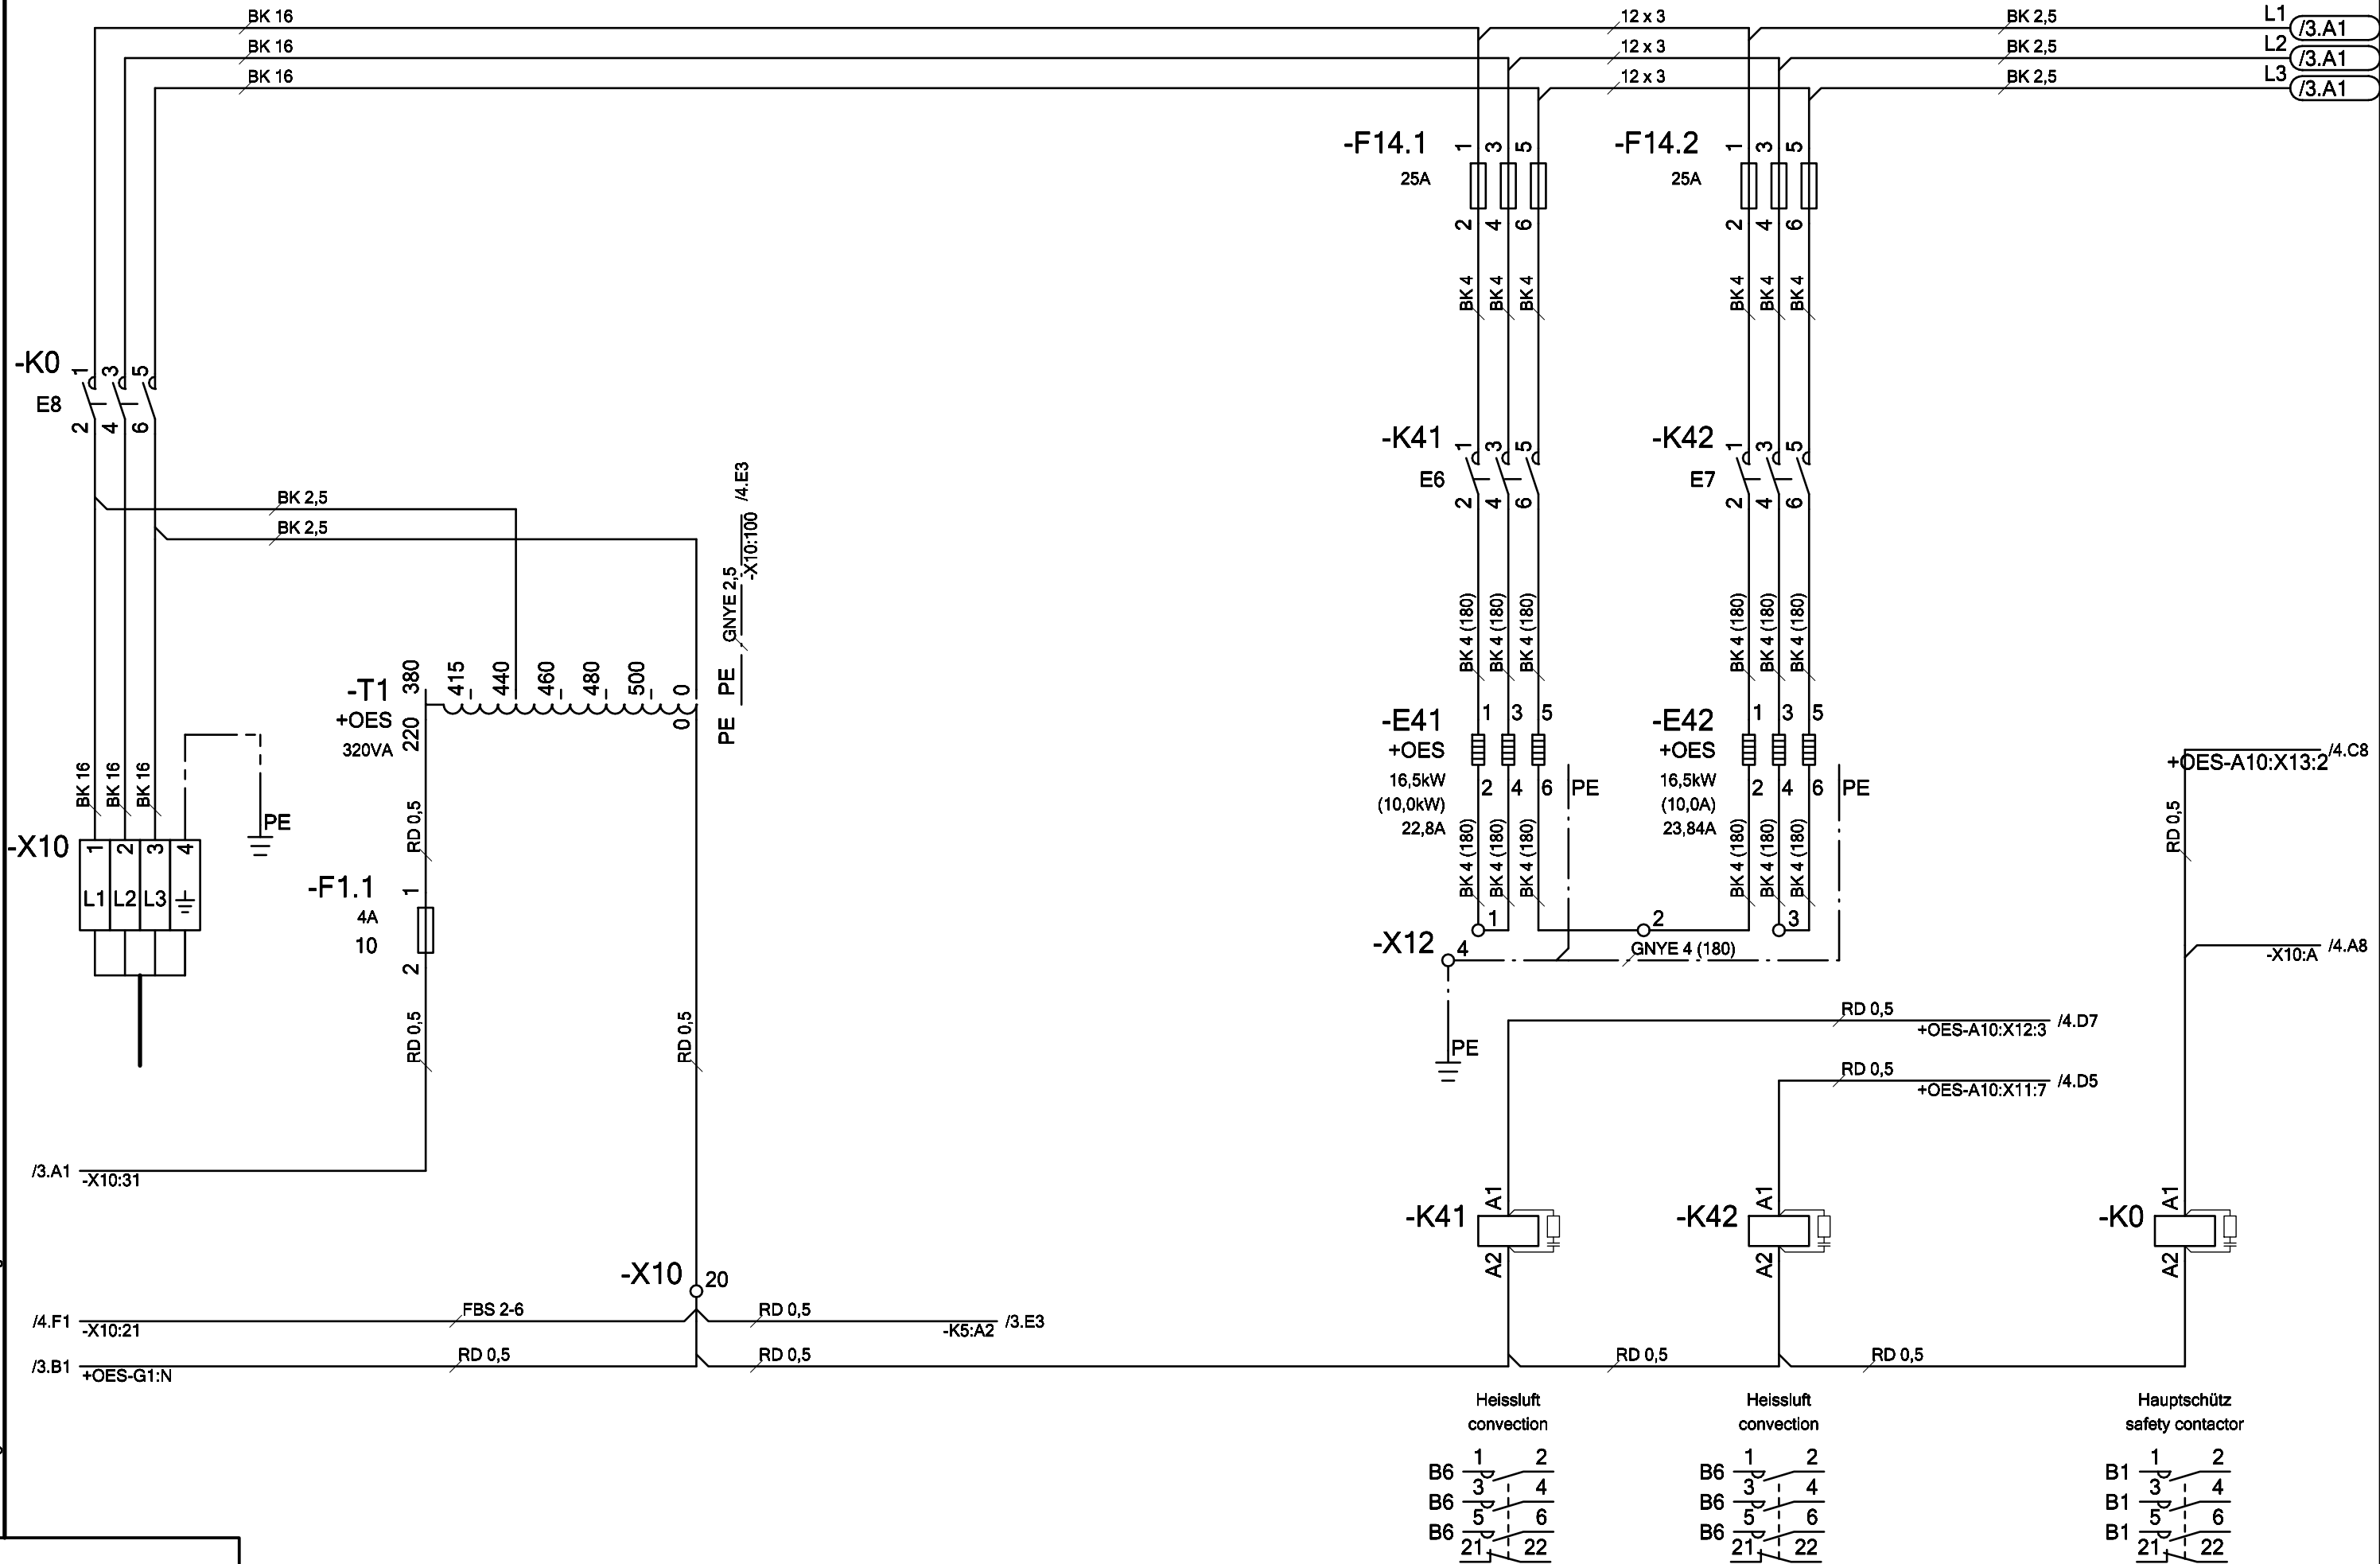 BK 16
12 x 3
BK 2,5
L1
/3.A1
BK 16
12 x 3
BK 2,5
L2
/3.A1
BK 16
12 x 3
BK 2,5
L3
/3.A1
-F14.1
1
3
5
25A
2
4
6
-F14.2
1
3
5
25A
2
4
6
BK 4
BK 4
BK 4
BK 4
BK 4
BK 4
-K0
1
3
5
E8
2
4
6
-K41
1
3
5
E6
2
4
6
-K42
1
3
5
E7
2
4
6
BK 2,5
BK 2,5
/4.E3
-X10:100
GNYE 2,5
PE
PE
BK 4 (180)
BK 4 (180)
BK 4 (180)
BK 4 (180)
BK 4 (180)
BK 4 (180)
-T1
+OES
320VA
380
415
440
460
480
500
0
220
0
-E41
+OES
16,5kW
(10,0kW)
22,8A
1
3
5
2
4
6
PE
-E42
+OES
16,5kW
(10,0A)
23,84A
1
3
5
2
4
6
PE
/4.C8
+OES-A10:X13:2
RD 0,5
BK 16
BK 16
BK 16
PE
-X10
1
2
3
4
L1
L2
L3
RD 0,5
-F1.1
1
4A
10
2
RD 0,5
RD 0,5
BK 4 (180)
BK 4 (180)
BK 4 (180)
BK 4 (180)
1
2
3
-X12
4
GNYE 4 (180)
PE
/4.A8
-X10:A
RD 0,5
/4.D7
+OES-A10:X12:3
RD 0,5
/4.D5
+OES-A10:X11:7
/3.A1
-X10:31
-K41
A1
A2
-K42
A1
A2
-K0
A1
A2
-X10
20
/4.F1
-X10:21
FBS 2-6
RD 0,5
-K5:A2
/3.E3
/3.B1
+OES-G1:N
RD 0,5
RD 0,5
RD 0,5
RD 0,5
Heissluft
convection
Heissluft
convection
Hauptschütz
safety contactor
B6
1
2
B6
3
4
B6
5
6
21
22
B6
1
2
B6
3
4
B6
5
6
21
22
B1
1
2
B1
3
4
B1
5
6
21
22